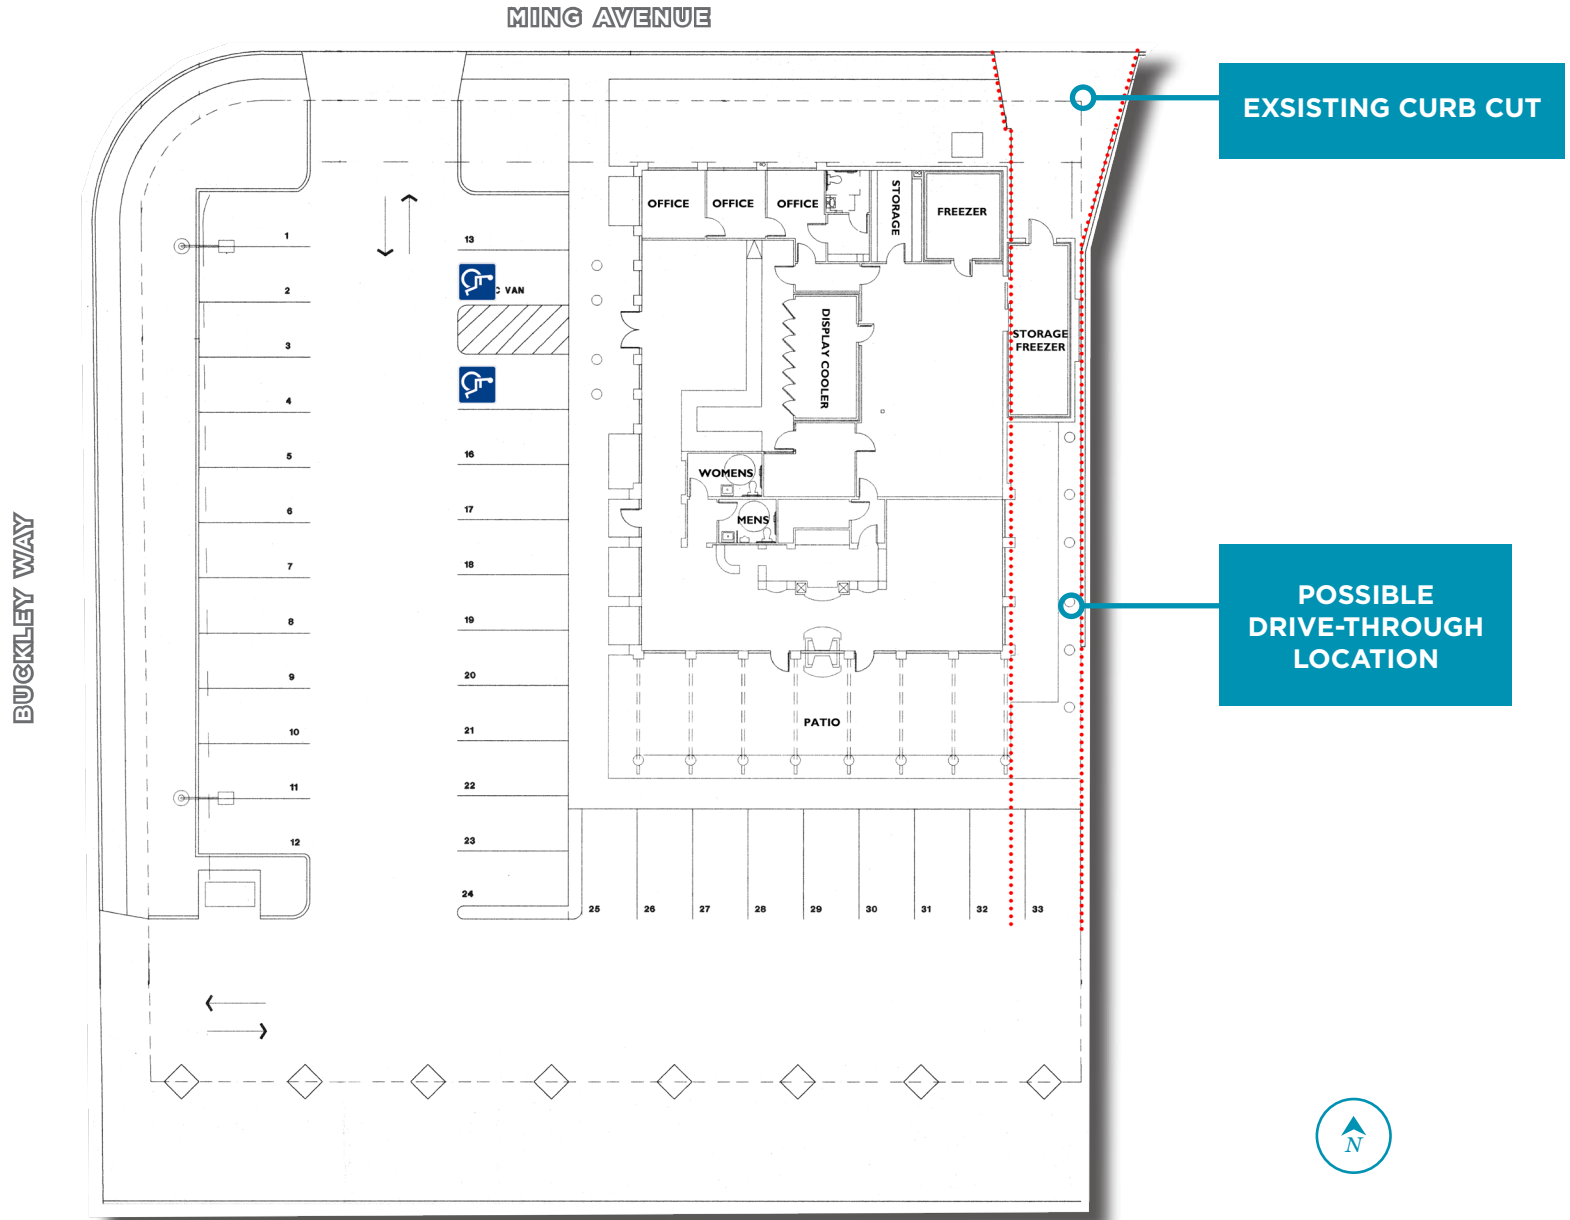 MING AVENUE
EXSISTING CURB CUT
OFFICE
OFFICE
OFFICE
STORAGE
FREEZER
1
13
2
C VAN
3
DISPLAY COOLER
STORAGE
FREEZER
4
5
16
WOMENS
6
17
MENS
BUCKLEY WAY
7
18
8
19
POSSIBLE
DRIVE-THROUGH
LOCATION
9
20
10
21
PATIO
11
22
12
23
24
25
26
27
28
29
30
31
32
33
N